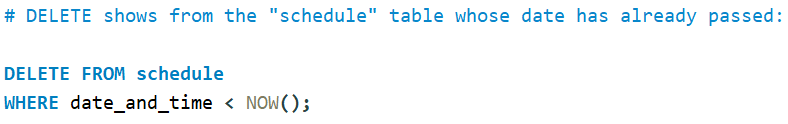 # DELETE shows from the "schedule" table whose date has already passed:
DELETE FROM schedule
WHERE date_and_time < NOW();